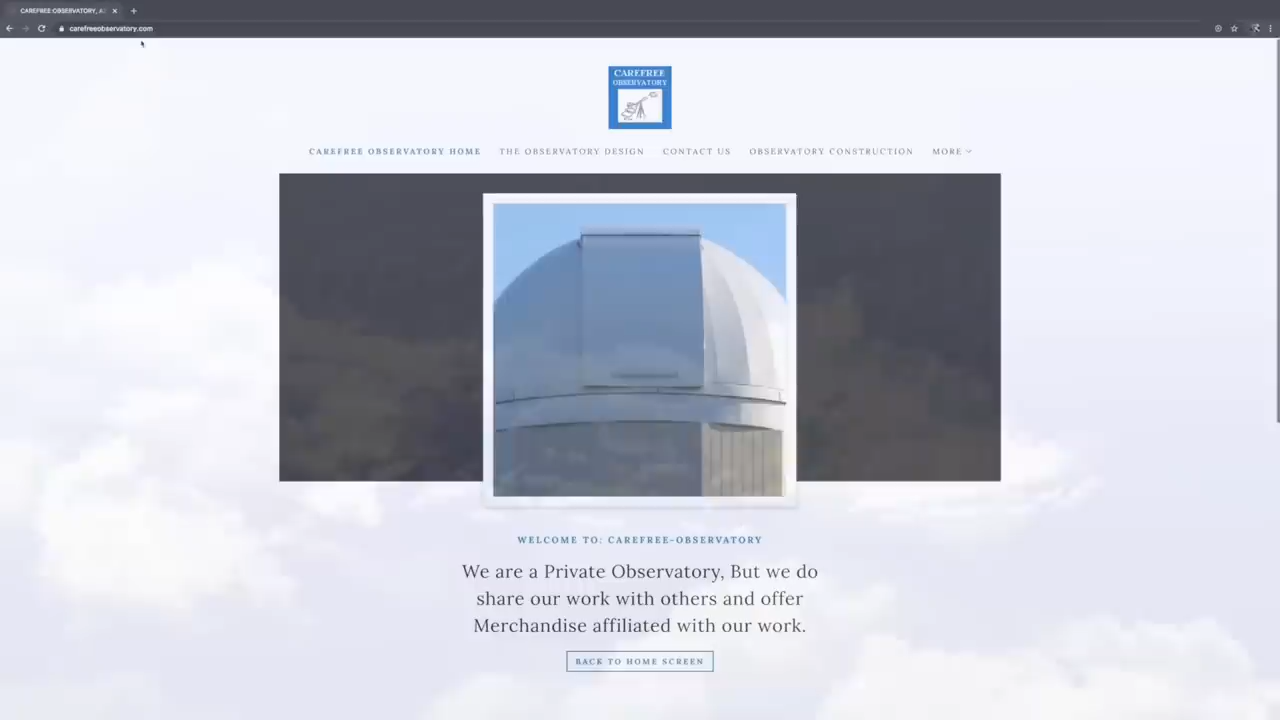 CAREFREE OBSERVATORY, AZ
carefreeobservatory.com
CAREFREE
OBSERVATORY
CAREFREE OBSERVATORY HOME THE OBSERVATORY DESIGN CONTACT US OBSERVATORY CONSTRUCTION MORE
WELCOME TO: CAREFREE-OBSERVATORY
We are a Private Observatory, But we do
share our work with others and offer
Merchandise affiliated with our work.
BACK TO HOME SCREEN